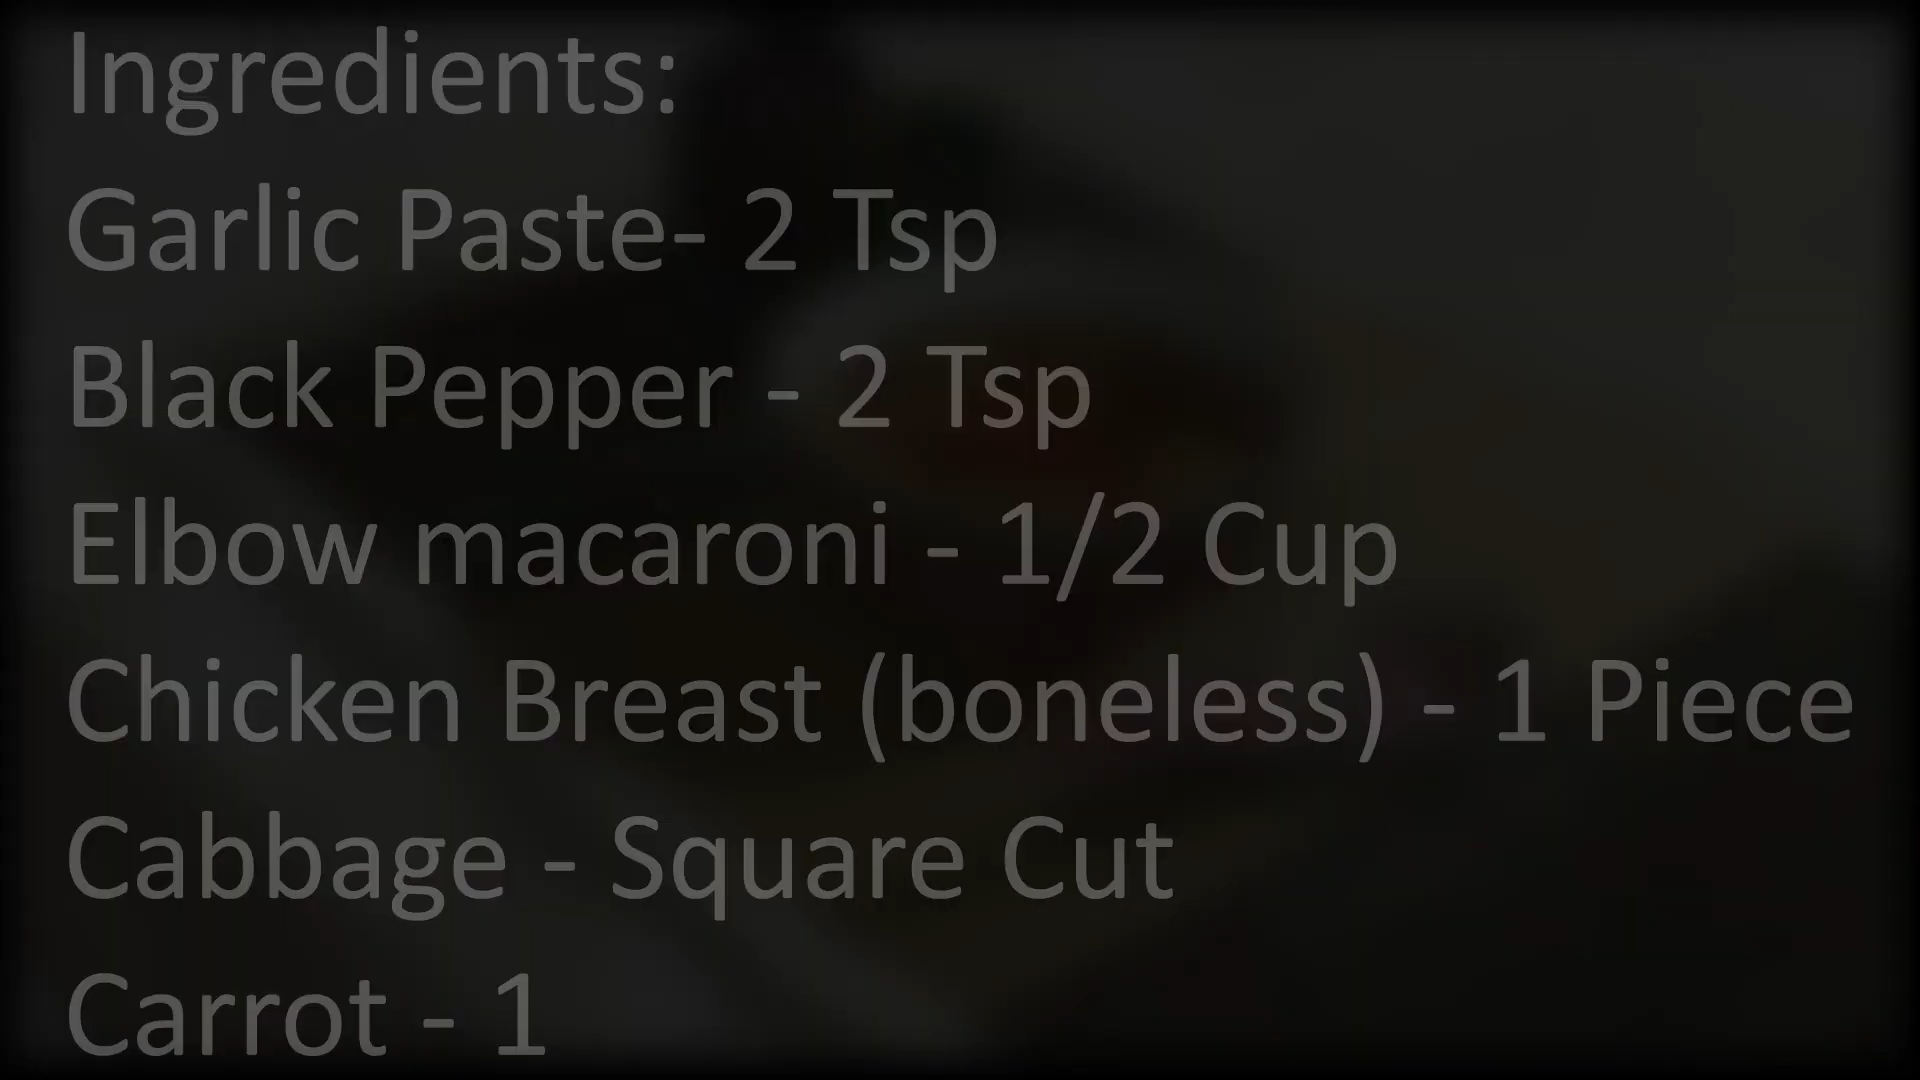 Ingredients:
Garlic Paste- 2 Tsp
Black Pepper - 2 Tsp
Elbow macaroni - 1/2 Cup
Chicken Breast (boneless) - 1 Piece
Cabbage - Square Cut
Carrot - 1